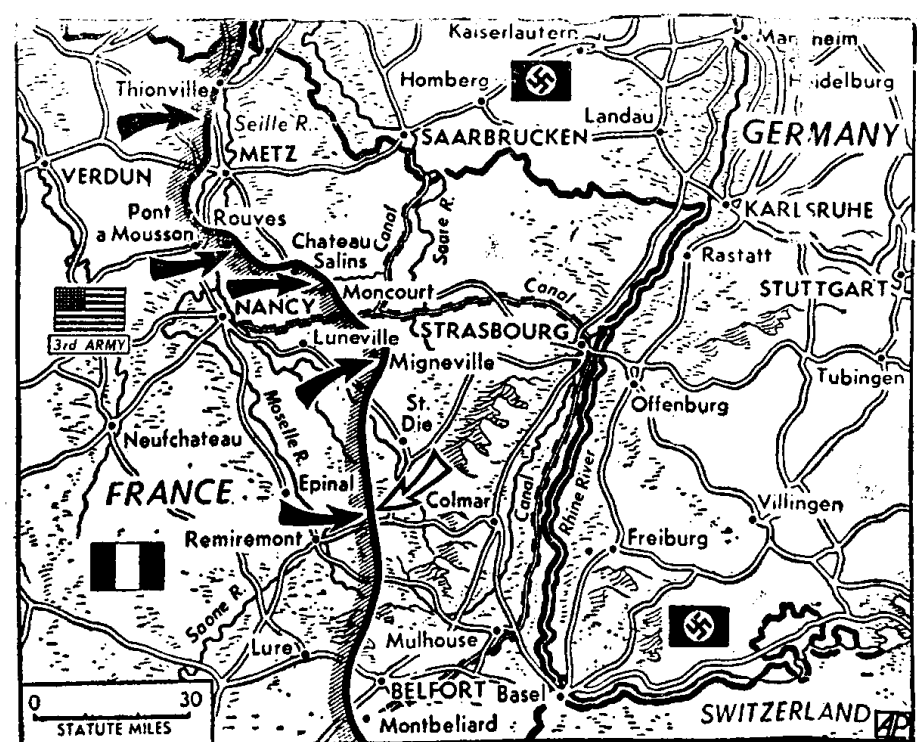 Kaiserlautern
Thionville
Homberg
Landau
Seille R.
SAARBRUCKEN
GERMANY
METZ
VERDUN
Pont
a Mousson
Rouves
KARLSRUHE
Canal
Saare R.
Chateau
Salins
Rastatt
Moncourt
Canal
STUTTGART
NANCY
3rd ARMY
STRASBOURG
Luneville
Migneville
Tubingen
Offenburg
St.
Die
Moselle R.
Neufchateau
FRANCE
Epinal
Colmar
Canal
Rhine River
Villingen
Remiremont
Freiburg
Saone R.
Mulhouse
Lure
BELFORT
Basel
0 30
STATUTE MILES
Montbeliard
SWITZERLAND
AP